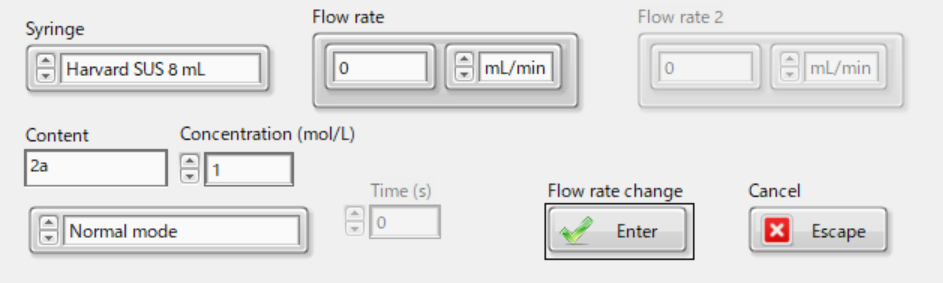 Syringe
Harvard SUS 8 mL
Flow rate
0
mL/min
Flow rate 2
0
mL/min
Content
2a
Concentration (mol/L)
1
Normal mode
Time (s)
0
Flow rate change
Enter
Cancel
Escape